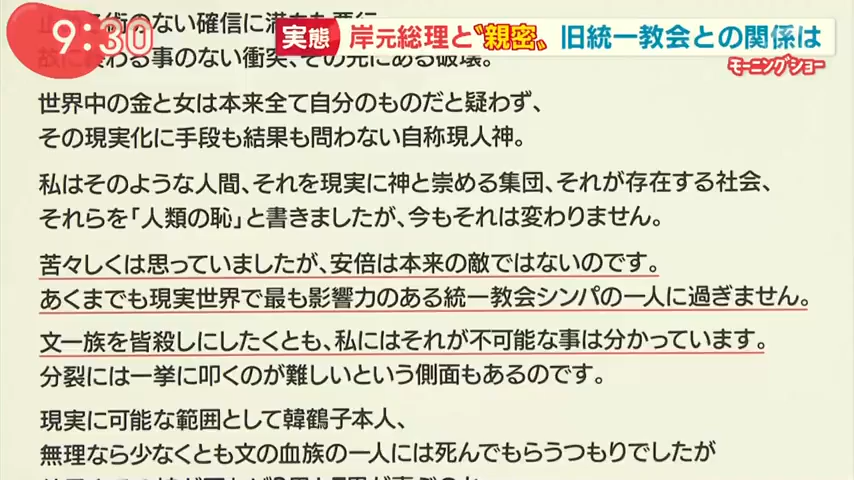 9:30
実態 岸元総理と〝親密〟 旧統一教会との関係は
モーニングショー
のない確信に
わる事のない衝突、その先にある破壊。
世界中の金と女は本来全て自分のものだと疑わず、
その現実化に手段も結果も問わない自称現人神。
私はそのような人間、それを現実に神と崇める集団、それが存在する社会、
それらを「人類の恥」と書きましたが、今もそれは変わりません。
苦々しくは思っていましたが、安倍は本来の敵ではないのです。
あくまでも現実世界で最も影響力のある統一教会シンパの一人に過ぎません。
文一族を皆殺しにしたくとも、私にはそれが不可能な事は分かっています。
分裂には一挙に叩くのが難しいという側面もあるのです。
現実に可能な範囲として韓鶴子本人、
無理なら少なくとも文の血族の一人には死んでもらうつもりでしたが